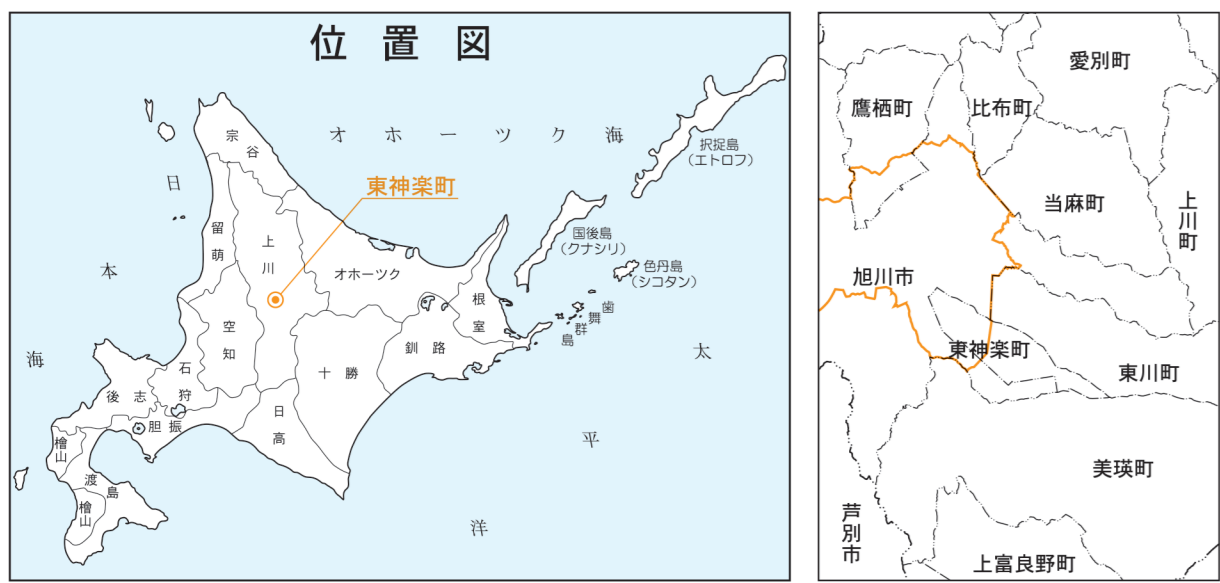 位置図
オホーツク海
日本海
太平洋
東神楽町
宗谷
留萌
上川
オホーツク
空知
石狩
後志
胆振
日高
十勝
釧路
根室
檜山
渡島
檜山
択捉島
(エトロフ)
国後島
(クナシリ)
色丹島
(シコタン)
歯舞群島
愛別町
鷹栖町
比布町
当麻町
上川町
旭川市
東神楽町
東川町
美瑛町
芦別市
上富良野町